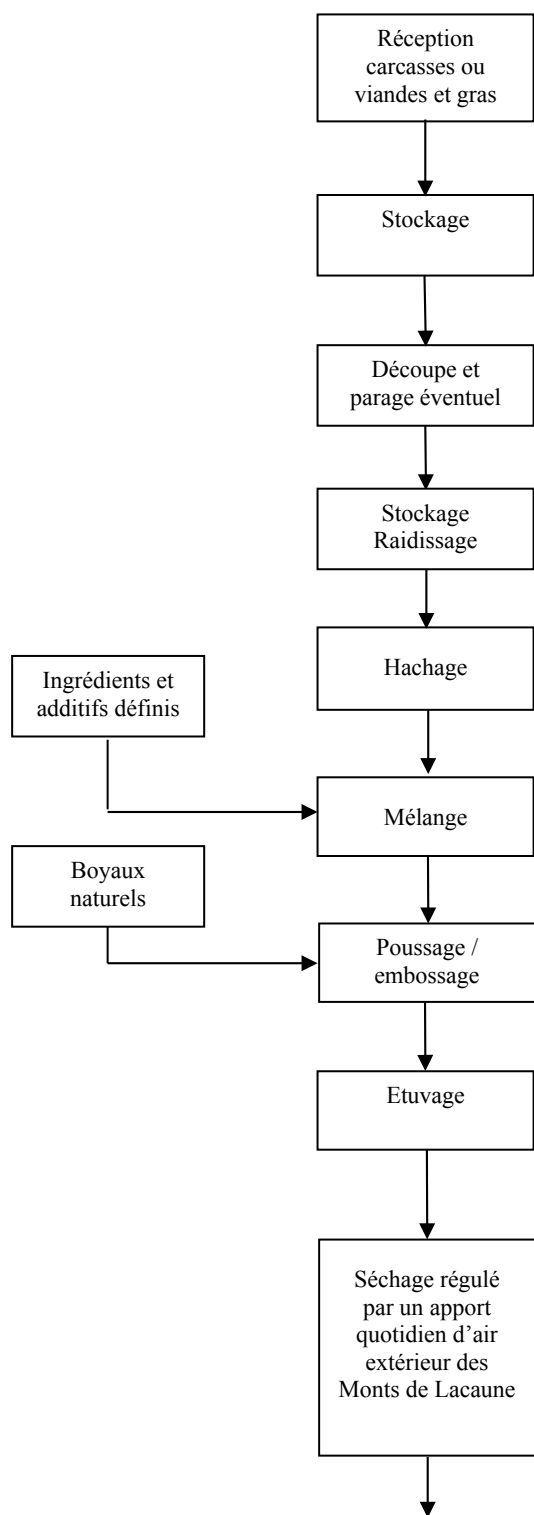 Réception
carcasses ou
viandes et gras
Stockage
Découpe et
parage éventuel
Stockage
Raidissage
Hachage
Ingrédients et
additifs définis
Mélange
Boyaux
naturels
Poussage /
embossage
Etuvage
Séchage régulé
par un apport
quotidien d’air
extérieur des
Monts de Lacaune